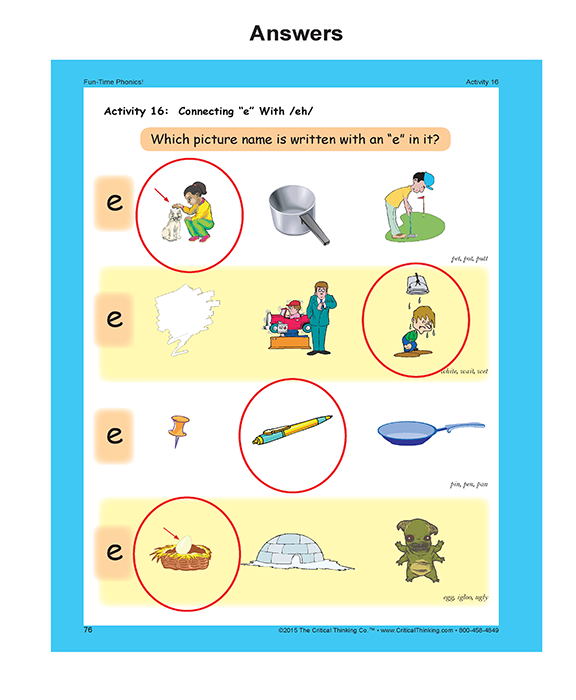 Answers
Fun-Time Phonics! Activity 16
Activity 16: Connecting “e” With /eh/
Which picture name is written with an “e” in it?
e
pet, pot, putt
e
white, wait, wet
e
pin, pen, pan
e
egg, igloo, ugly
76 ©2015 The Critical Thinking Co.™ • www.CriticalThinking.com • 800-458-4849